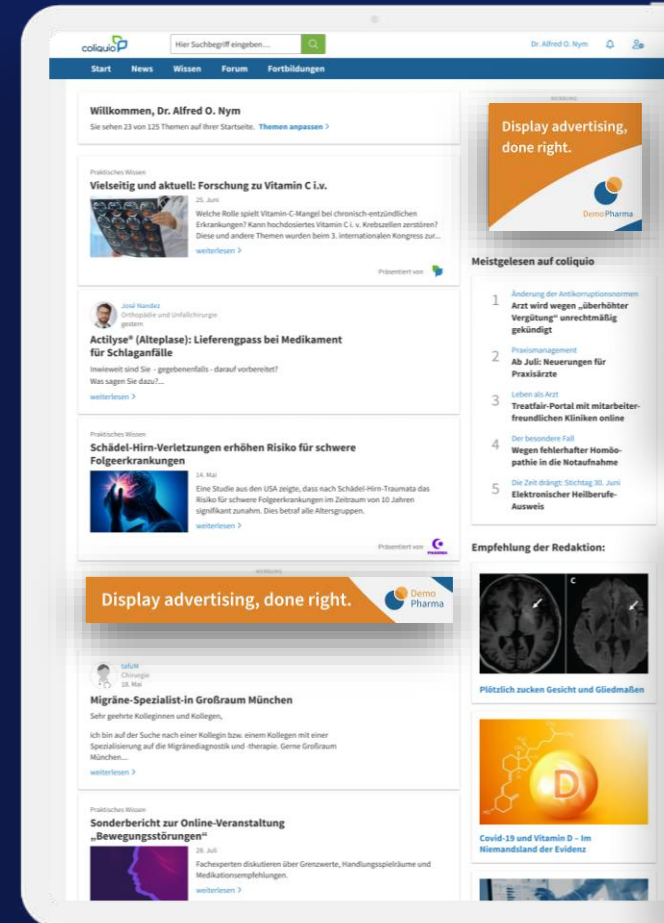 coliquio
Hier Suchbegriff eingeben...
Dr. Alfred O. Nym
Start News Wissen Forum Fortbildungen
Willkommen, Dr. Alfred O. Nym
Sie sehen 23 von 125 Themen auf Ihrer Startseite. Themen anpassen >
Praktisches Wissen
Vielseitig und aktuell: Forschung zu Vitamin C i.v.
25. Juni
Welche Rolle spielt Vitamin-C-Mangel bei chronisch-entzündlichen
Erkrankungen? Kann hochdosiertes Vitamin C i. v. Krebszellen zerstören?
Diese und andere Themen wurden beim 3. internationalen Kongress zur...
weiterlesen >
Präsentiert von
José Nandez
Orthopädie und Unfallchirurgie
gestern
Actilyse® (Alteplase): Lieferengpass bei Medikament
für Schlaganfälle
Inwieweit sind Sie - gegebenenfalls - darauf vorbereitet?
Was sagen Sie dazu?...
weiterlesen >
Praktisches Wissen
Schädel-Hirn-Verletzungen erhöhen Risiko für schwere
Folgeerkrankungen
14. Mai
Eine Studie aus den USA zeigte, dass nach Schädel-Hirn-Traumata das
Risiko für schwere Folgeerkrankungen im Zeitraum von 10 Jahren
signifikant zunahm. Dies betraf alle Altersgruppen.
weiterlesen >
Präsentiert von
PHARMA
WERBUNG
Display advertising, done right.
Demo
Pharma
tafuM
Chirurgie
18. Mai
Migräne-Spezialist-in Großraum München
Sehr geehrte Kolleginnen und Kollegen,
ich bin auf der Suche nach einer Kollegin bzw. einem Kollegen mit einer
Spezialisierung auf die Migränediagnostik und -therapie. Gerne Großraum
München...
weiterlesen >
Praktisches Wissen
Sonderbericht zur Online-Veranstaltung
„Bewegungsstörungen“
28. Juli
Fachexperten diskutieren über Grenzwerte, Handlungsspielräume und
Medikationsempfehlungen.
weiterlesen >
WERBUNG
Display advertising,
done right.
Demo Pharma
Meistgelesen auf coliquio
1 Änderung der Antikorruptionsnormen
Arzt wird wegen „überhöhter
Vergütung“ unrechtmäßig
gekündigt
2 Praxismanagement
Ab Juli: Neuerungen für
Praxisärzte
3 Leben als Arzt
Treatfair-Portal mit mitarbeiter-
freundlichen Kliniken online
4 Der besondere Fall
Wegen fehlerhafter Homöo-
pathie in die Notaufnahme
5 Die Zeit drängt: Stichtag 30. Juni
Elektronischer Heilberufe-
Ausweis
Empfehlung der Redaktion:
C
Plötzlich zucken Gesicht und Gliedmaßen
D
Covid-19 und Vitamin D – Im
Niemandsland der Evidenz